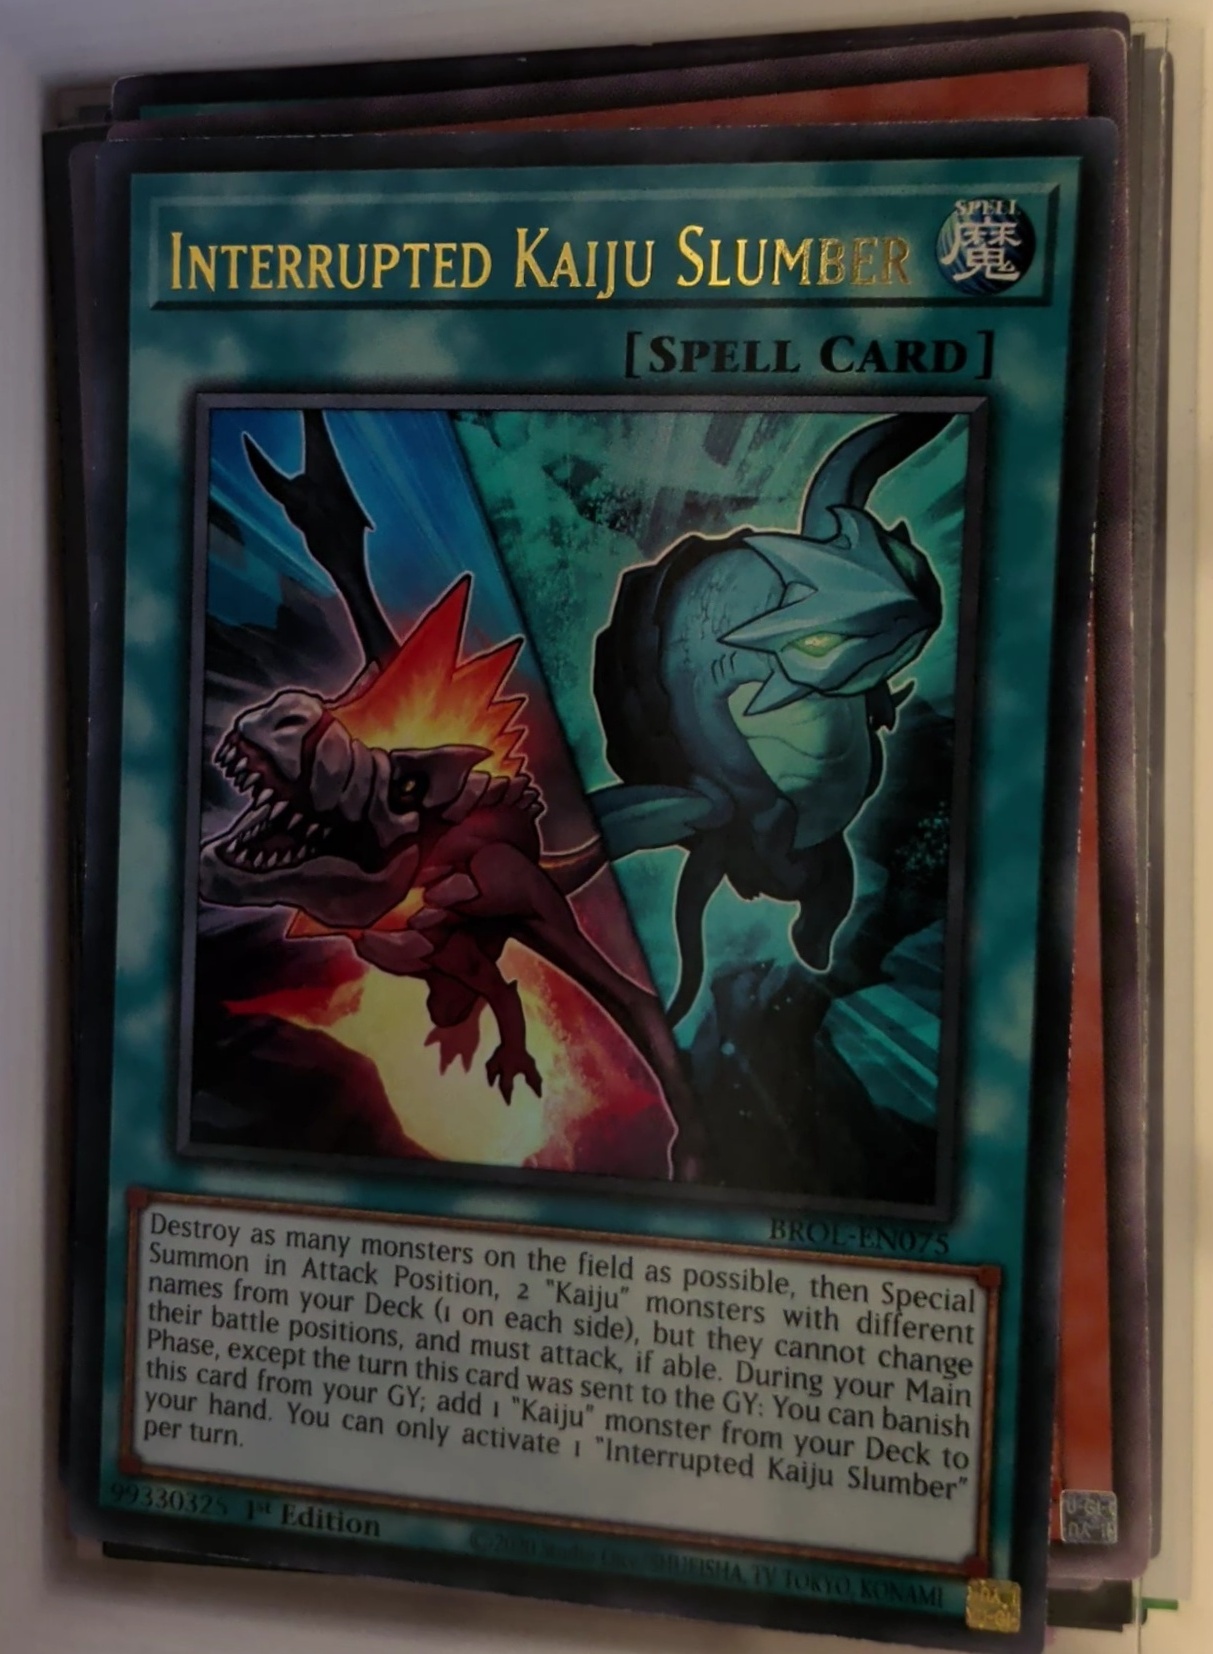 INTERRUPTED KAIJU SLUMBER
SPELL
魔
[SPELL CARD]
BROL-EN075
Destroy as many monsters on the field as possible, then Special
Summon in Attack Position, 2 "Kaiju" monsters with different
names from your Deck (1 on each side), but they cannot change
their battle positions, and must attack, if able. During your Main
Phase, except the turn this card was sent to the GY: You can banish
this card from your GY; add 1 "Kaiju" monster from your Deck to
your hand. You can only activate 1 "Interrupted Kaiju Slumber"
per turn.
99330325 1st Edition
©2020 Studio Dice/SHUEISHA, TV TOKYO, KONAMI